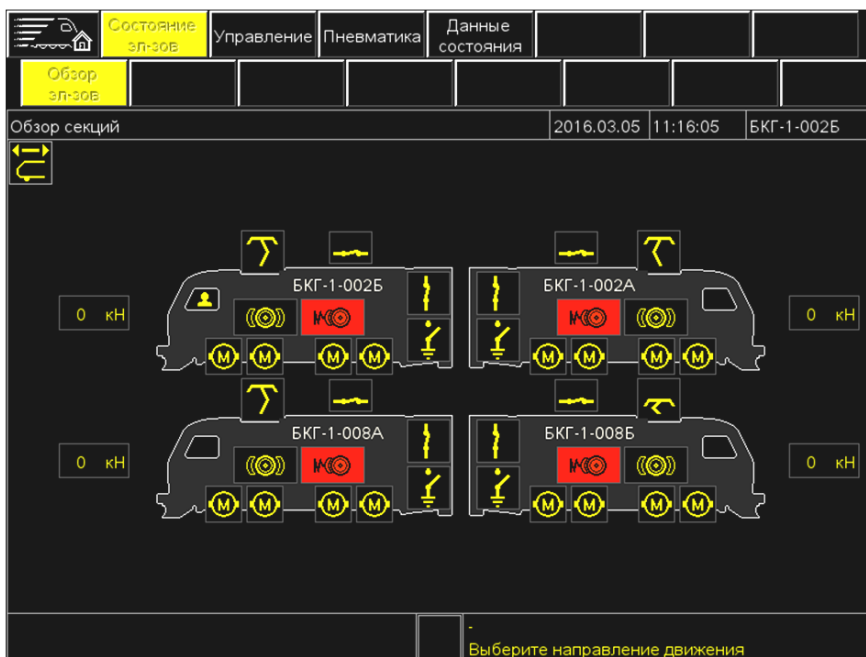 Состояние
эл-зов
Управление
Пневматика
Данные
состояния
Обзор
эл-зов
Обзор секций
2016.03.05
11:16:05
БКГ-1-002Б
БКГ-1-002Б
БКГ-1-002А
0 кН
0 кН
M M M M
M M M M
БКГ-1-008А
БКГ-1-008Б
0 кН
0 кН
M M M M
M M M M
-
Выберите направление движения